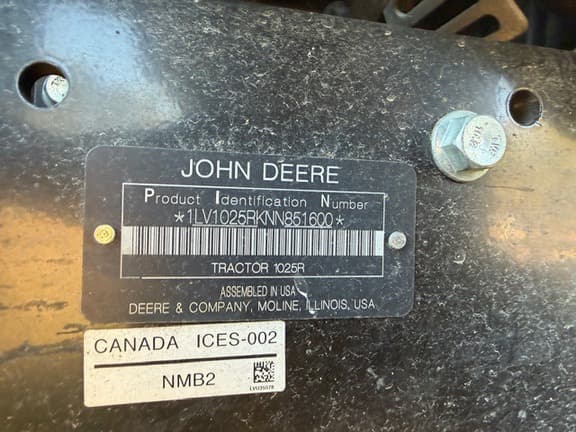 JOHN DEERE
Product Identification Number
*1LV1025RKNN851600*
TRACTOR 1025R
ASSEMBLED IN USA
DEERE & COMPANY, MOLINE, ILLINOIS, USA
CANADA ICES-002
NMB2